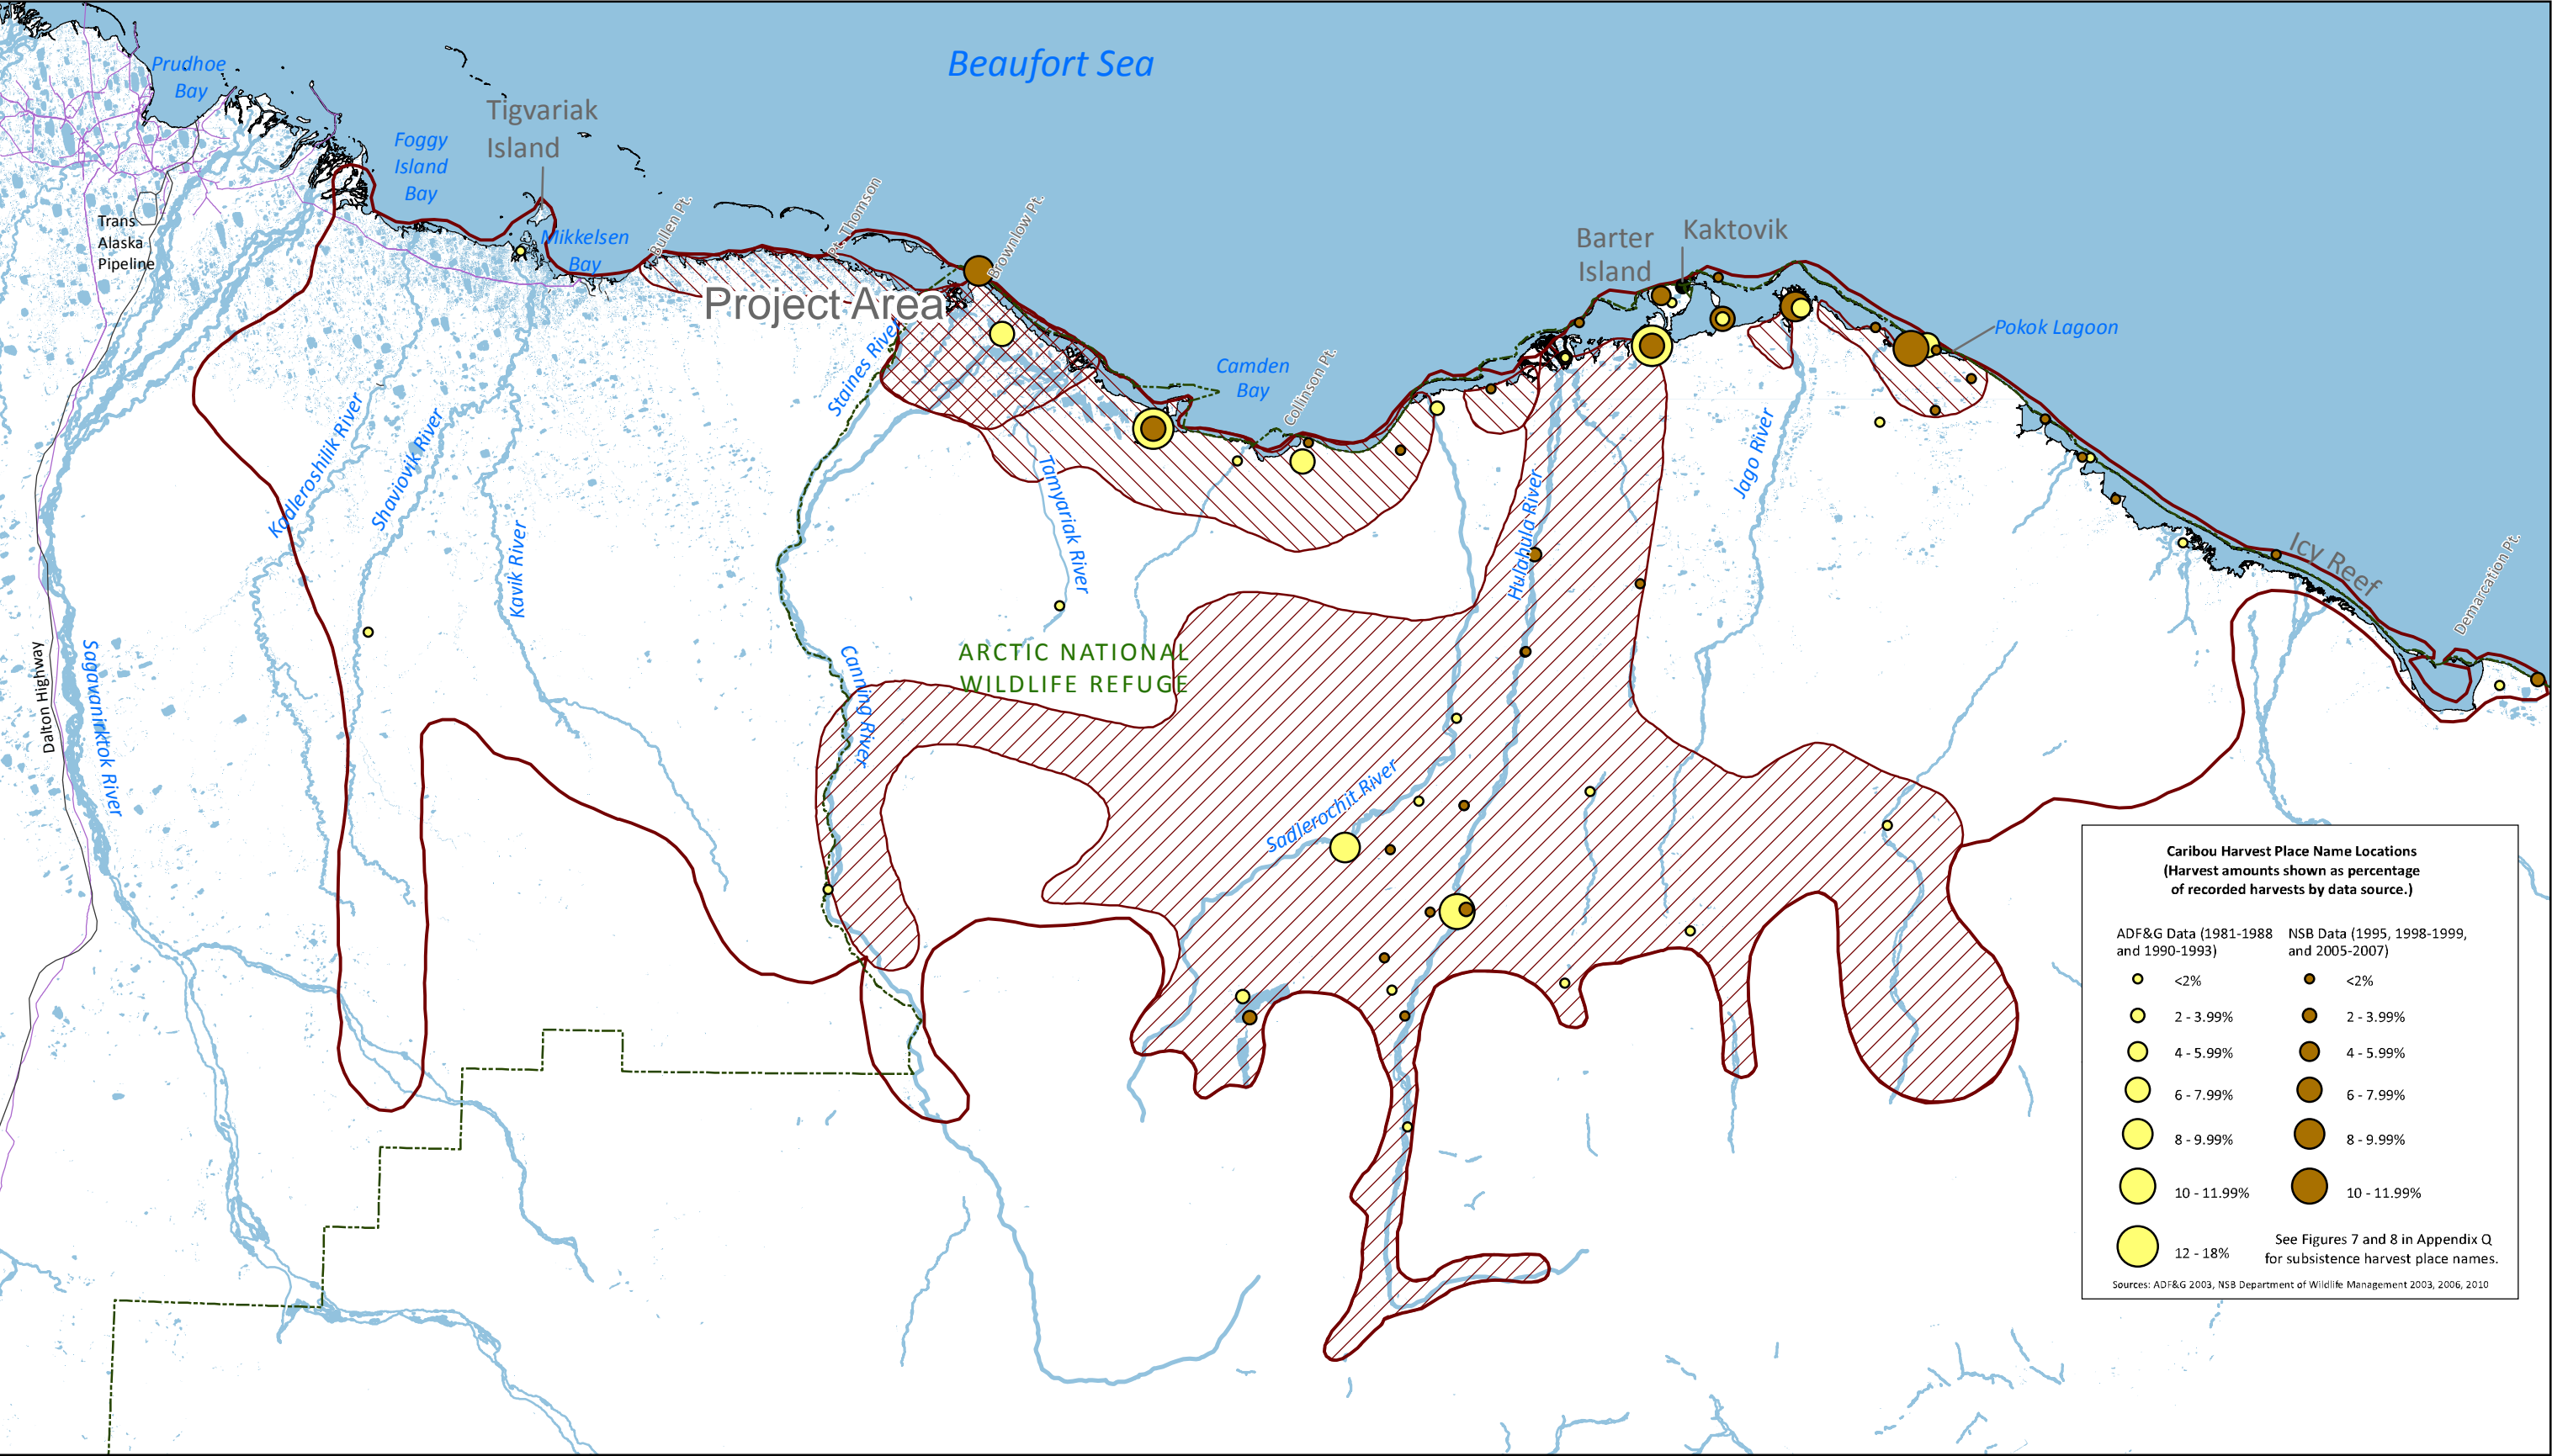 Beaufort Sea
Prudhoe
Bay
Tigvariak
Island
Foggy
Island
Bay
Trans
Alaska
Pipeline
Mikkelsen
Bay
Bullen Pt.
Pt. Thomson
Brownlow Pt.
Project Area
Staines River
Camden
Bay
Collinson Pt.
Barter
Island
Kaktovik
Pokok Lagoon
Icy Reef
Demarcation Pt.
Kadleroshilik River
Shaviovik River
Kavik River
Tamyariak River
Hulahula River
Jago River
Dalton Highway
Sagavanirktok River
Canning River
ARCTIC NATIONAL
WILDLIFE REFUGE
Sadlerochit River
Caribou Harvest Place Name Locations
(Harvest amounts shown as percentage
of recorded harvests by data source.)
ADF&G Data (1981-1988
and 1990-1993)
<2%
2 - 3.99%
4 - 5.99%
6 - 7.99%
8 - 9.99%
10 - 11.99%
12 - 18%
NSB Data (1995, 1998-1999,
and 2005-2007)
<2%
2 - 3.99%
4 - 5.99%
6 - 7.99%
8 - 9.99%
10 - 11.99%
See Figures 7 and 8 in Appendix Q
for subsistence harvest place names.
Sources: ADF&G 2003, NSB Department of Wildlife Management 2003, 2006, 2010